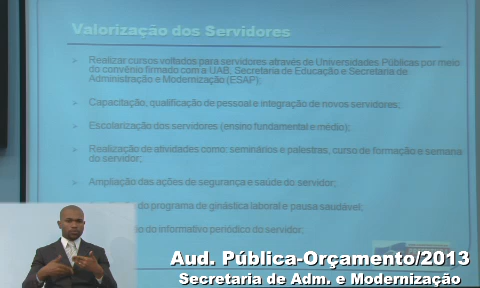 Valorização dos Servidores
Realizar cursos voltados para servidores através de Universidades Públicas por meio
do convênio firmado com a UAB, Secretaria de Educação e Secretaria de
Administração e Modernização (ESAP);
Capacitação, qualificação de pessoal e integração de novos servidores;
Escolarização dos servidores (ensino fundamental e médio);
Realização de atividades como: seminários e palestras, curso de formação e semana
do servidor;
Ampliação das ações de segurança e saúde do servidor;
do programa de ginástica laboral e pausa saudável;
do informativo periódico do servidor;
Aud. Pública-Orçamento/2013
Secretaria de Adm. e Modernização